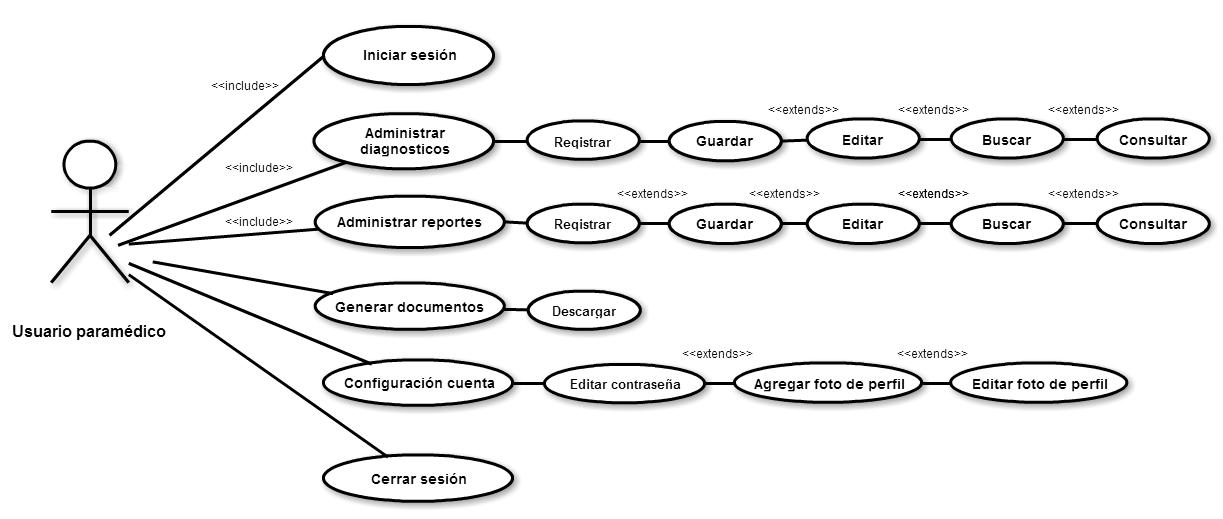 Iniciar sesión
<<include>>
<<extends>>
<<extends>>
<<extends>>
Administrar
diagnosticos
Registrar
Guardar
Editar
Buscar
Consultar
<<include>>
<<extends>>
<<extends>>
<<extends>>
<<extends>>
<<include>>
Administrar reportes
Registrar
Guardar
Editar
Buscar
Consultar
Generar documentos
Descargar
Usuario paramédico
<<extends>>
<<extends>>
Configuración cuenta
Editar contraseña
Agregar foto de perfil
Editar foto de perfil
Cerrar sesión